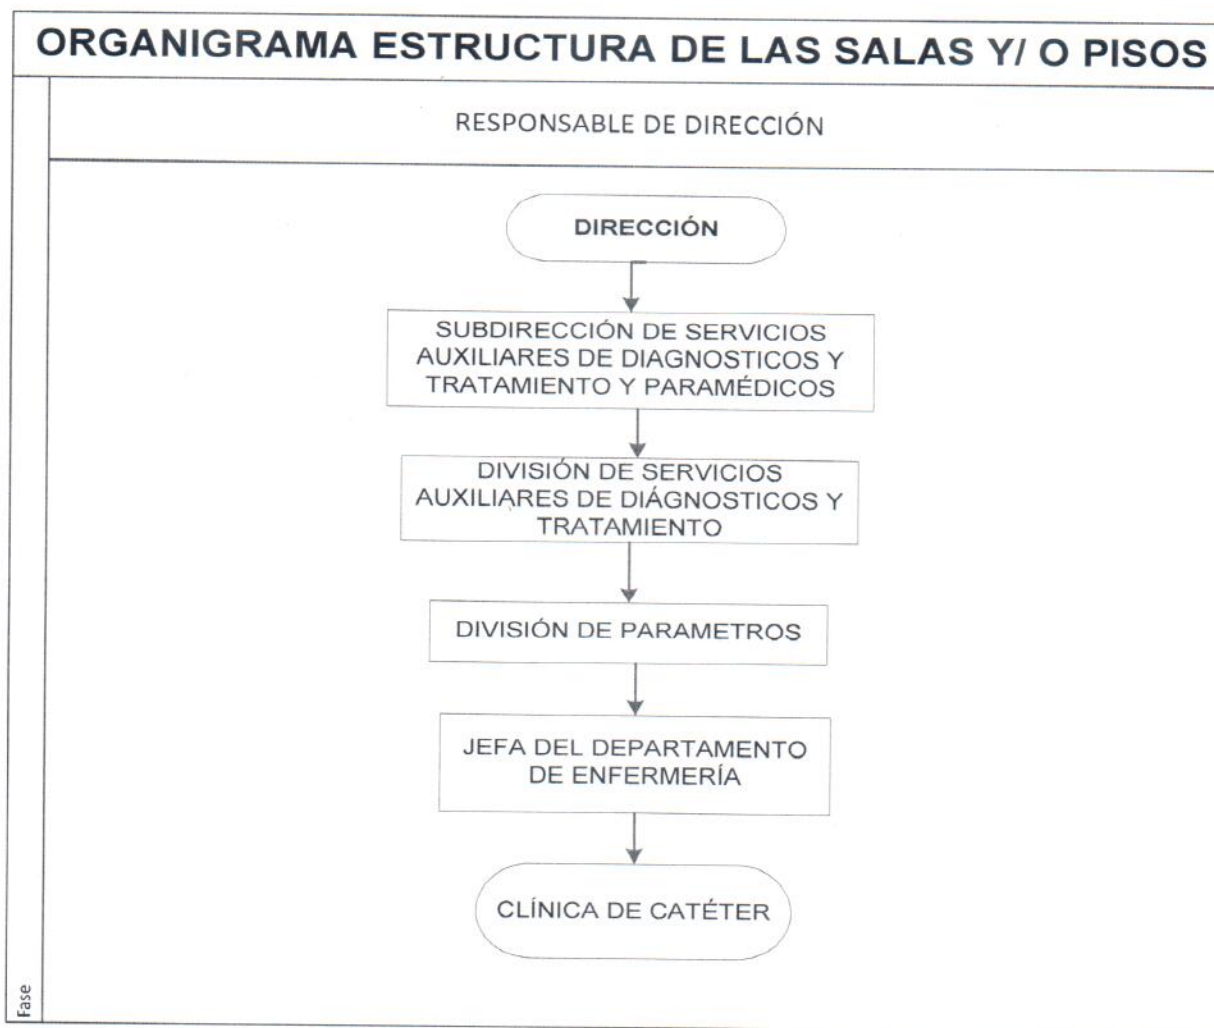 ORGANIGRAMA ESTRUCTURA DE LAS SALAS Y/ O PISOS
RESPONSABLE DE DIRECCIÓN
DIRECCIÓN
SUBDIRECCIÓN DE SERVICIOS
AUXILIARES DE DIAGNOSTICOS Y
TRATAMIENTO Y PARAMÉDICOS
DIVISIÓN DE SERVICIOS
AUXILIARES DE DIÁGNOSTICOS Y
TRATAMIENTO
DIVISIÓN DE PARAMETROS
JEFA DEL DEPARTAMENTO
DE ENFERMERÍA
CLÍNICA DE CATÉTER
Fase